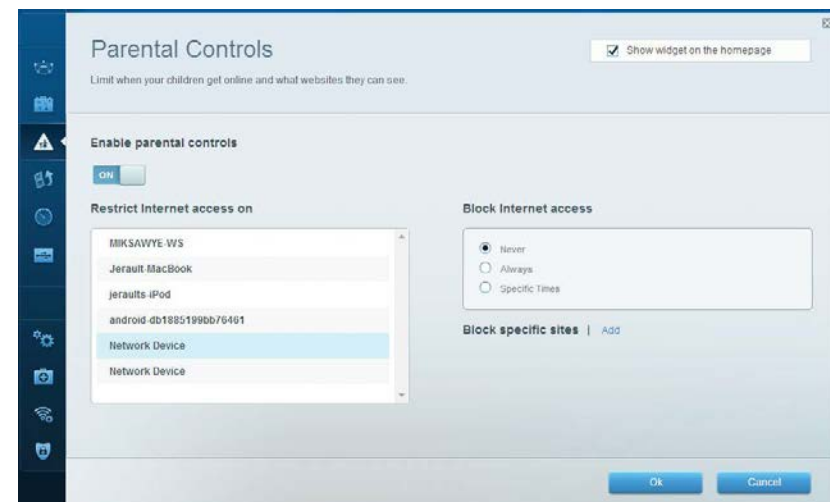 Parental Controls
Show widget on the homepage
Limit when your children get online and what websites they can see.
Enable parental controls
ON
Restrict Internet access on
MIKSAWYE-WS
Jerault-MacBook
jeraults-iPod
android-db1885199bb76461
Network Device
Network Device
Block Internet access
Never
Always
Specific Times
Block specific sites | Add
Ok
Cancel